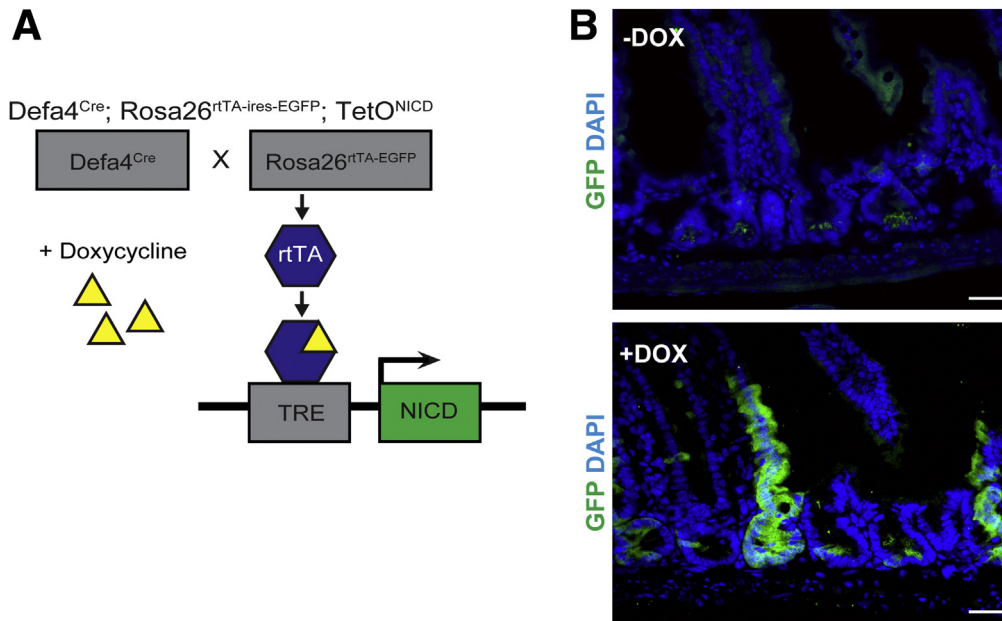 A
Defa4Cre; Rosa26rtTA-ires-EGFP; TetONICD
Defa4Cre X Rosa26rtTA-EGFP
+ Doxycycline
rtTA
TRE NICD
B
-DOX
GFP DAPI
+DOX
GFP DAPI